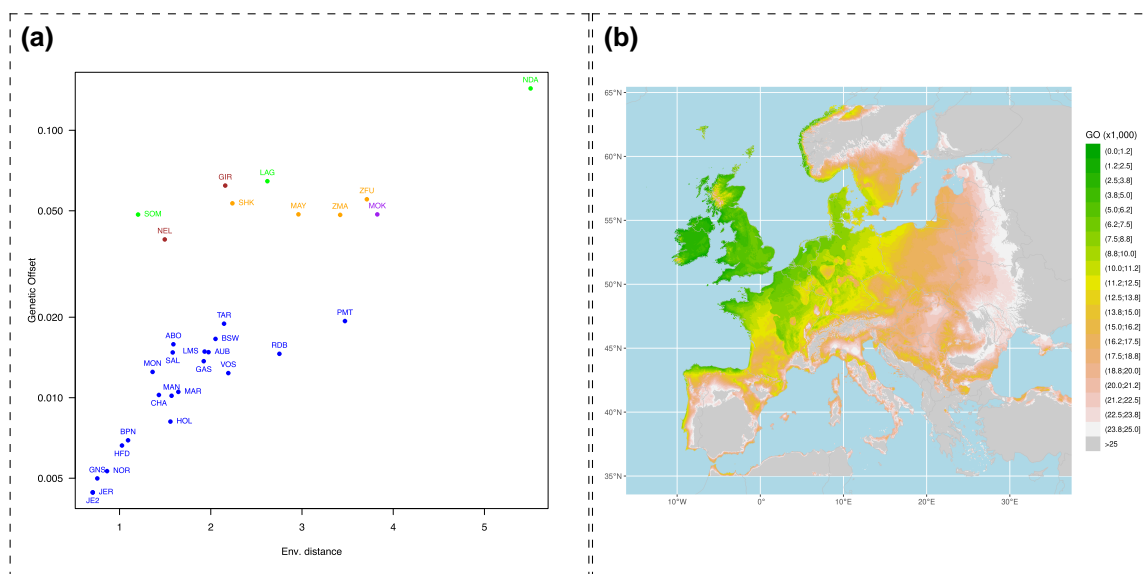 (a)
NDA
0.100
LAG
GIR
ZFU
SHK
MAY
ZMA
MOK
0.050
SOM
NEL
Genetic Offset
0.020
TAR
PMT
ABO
BSW
LMS
AUB
RDB
SAL
GAS
VOS
MON
MAN
MAR
0.010
CHA
HOL
BPN
HFD
GNS
NOR
0.005
JER
JE2
1 2 3 4 5
Env. distance
(b)
65°N
60°N
55°N
50°N
45°N
40°N
35°N
10°W 0° 10°E 20°E 30°E
GO (x1,000)
(0.0;1.2]
(1.2;2.5]
(2.5;3.8]
(3.8;5.0]
(5.0;6.2]
(6.2;7.5]
(7.5;8.8]
(8.8;10.0]
(10.0;11.2]
(11.2;12.5]
(12.5;13.8]
(13.8;15.0]
(15.0;16.2]
(16.2;17.5]
(17.5;18.8]
(18.8;20.0]
(20.0;21.2]
(21.2;22.5]
(22.5;23.8]
(23.8;25.0]
>25